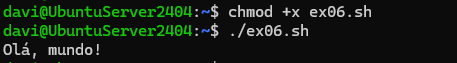 davi@UbuntuServer2404:~$ chmod +x ex06.sh
davi@UbuntuServer2404:~$ ./ex06.sh
Olá, mundo!